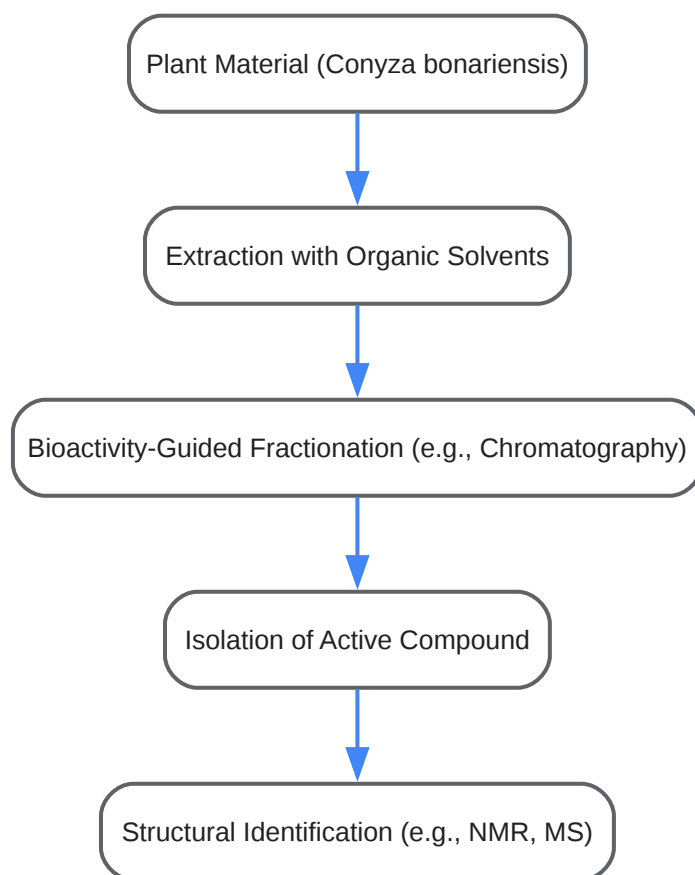 Plant Material (Conyza bonariensis)
Extraction with Organic Solvents
Bioactivity-Guided Fractionation (e.g., Chromatography)
Isolation of Active Compound
Structural Identification (e.g., NMR, MS)